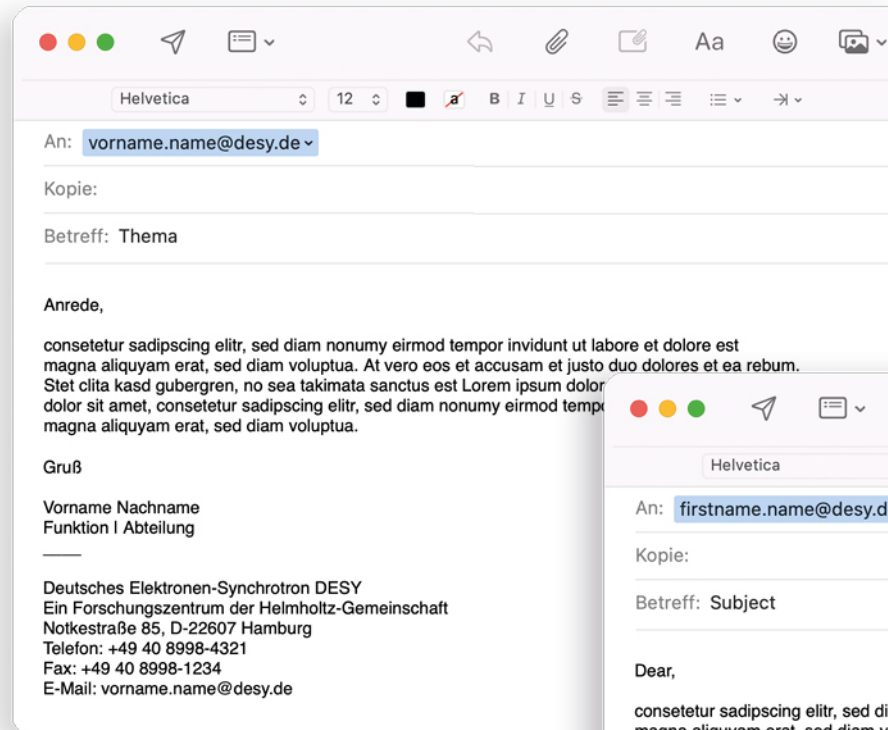 Aa
Helvetica
12
a
B I U S
An: vorname.name@desy.de
Kopie:
Betreff: Thema
Anrede,
consetetur sadipscing elitr, sed diam nonumy eirmod tempor invidunt ut labore et dolore est
magna aliquyam erat, sed diam voluptua. At vero eos et accusam et justo duo dolores et ea rebum.
Stet clita kasd gubergren, no sea takimata sanctus est Lorem ipsum dolor
dolor sit amet, consetetur sadipscing elitr, sed diam nonumy eirmod tempo
magna aliquyam erat, sed diam voluptua.
Gruß
Vorname Nachname
Funktion | Abteilung
Deutsches Elektronen-Synchrotron DESY
Ein Forschungszentrum der Helmholtz-Gemeinschaft
Notkestraße 85, D-22607 Hamburg
Telefon: +49 40 8998-4321
Fax: +49 40 8998-1234
E-Mail: vorname.name@desy.de
Helvetica
An: firstname.name@desy.d
Kopie:
Betreff: Subject
Dear,
consetetur sadipscing elitr, sed di
magna aliquyam erat, sed diam v